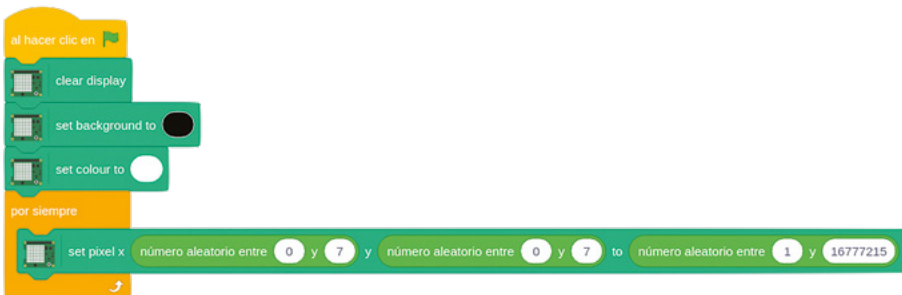 al hacer clic en
clear display
set background to
set colour to
por siempre
set pixel x número aleatorio entre 0 y 7 y número aleatorio entre 0 y 7 to número aleatorio entre 1 y 16777215